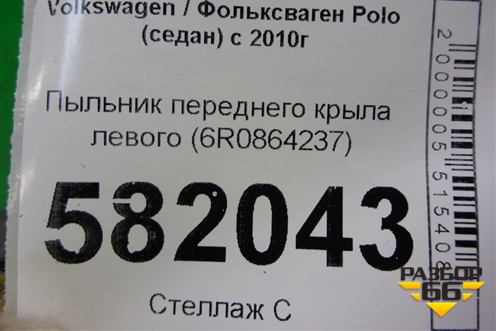 Volkswagen / Фольксваген Polo
(седан) с 2010г
Пыльник переднего крыла
левого (6R0864237)
582043
Стеллаж С
РАЗБОР
66